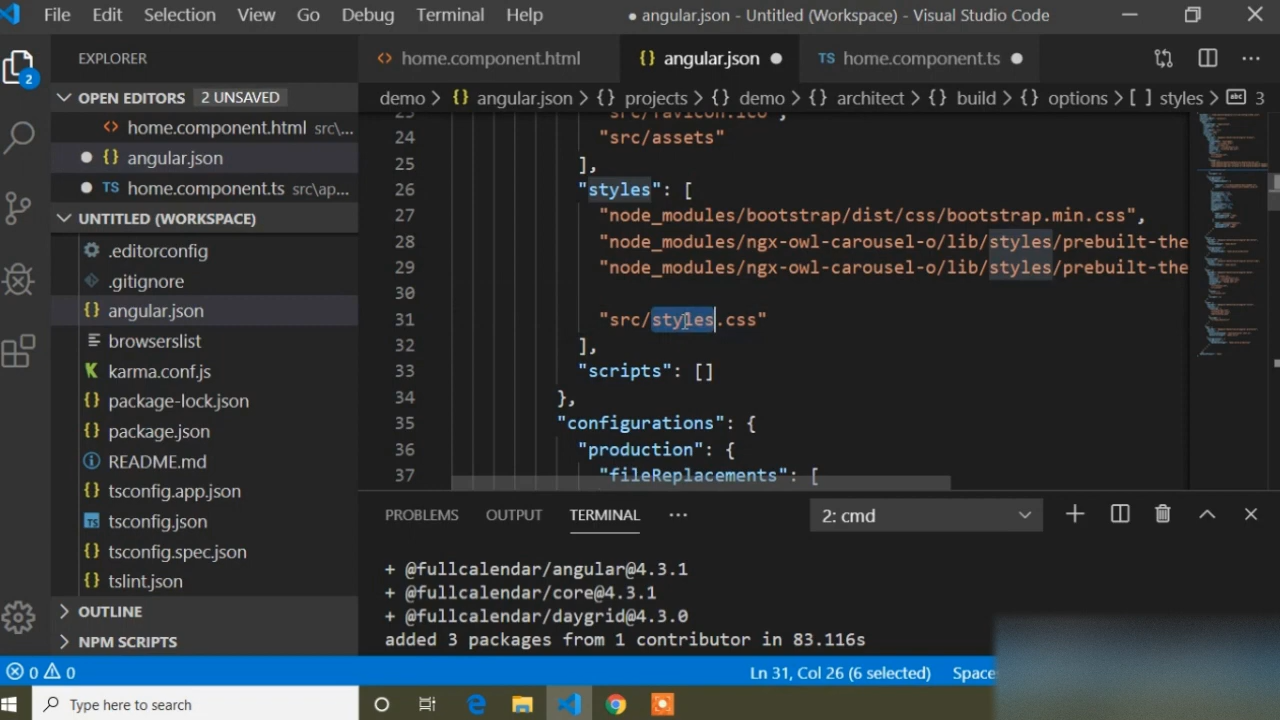 File Edit Selection View Go Debug Terminal Help
● angular.json - Untitled (Workspace) - Visual Studio Code
EXPLORER
OPEN EDITORS 2 UNSAVED
<> home.component.html src\...
{} angular.json
TS home.component.ts src\ap...
UNTITLED (WORKSPACE)
.editorconfig
.gitignore
{} angular.json
browserslist
karma.conf.js
{} package-lock.json
{} package.json
README.md
{} tsconfig.app.json
TS tsconfig.json
{} tsconfig.spec.json
{} tslint.json
OUTLINE
NPM SCRIPTS
2
<> home.component.html {} angular.json ● TS home.component.ts ●
demo > {} angular.json > {} projects > {} demo > {} architect > {} build > {} options > [ ] styles > abc 3
23 "src/favicon.ico",
24 "src/assets"
25 ],
26 "styles": [
27 "node_modules/bootstrap/dist/css/bootstrap.min.css",
28 "node_modules/ngx-owl-carousel-o/lib/styles/prebuilt-the
29 "node_modules/ngx-owl-carousel-o/lib/styles/prebuilt-the
30
31 "src/styles.css"
32 ],
33 "scripts": []
34 },
35 "configurations": {
36 "production": {
37 "fileReplacements": [
PROBLEMS OUTPUT TERMINAL ... 2: cmd
+ @fullcalendar/angular@4.3.1
+ @fullcalendar/core@4.3.1
+ @fullcalendar/daygrid@4.3.0
added 3 packages from 1 contributor in 83.116s
0 0 Ln 31, Col 26 (6 selected) Space
Type here to search